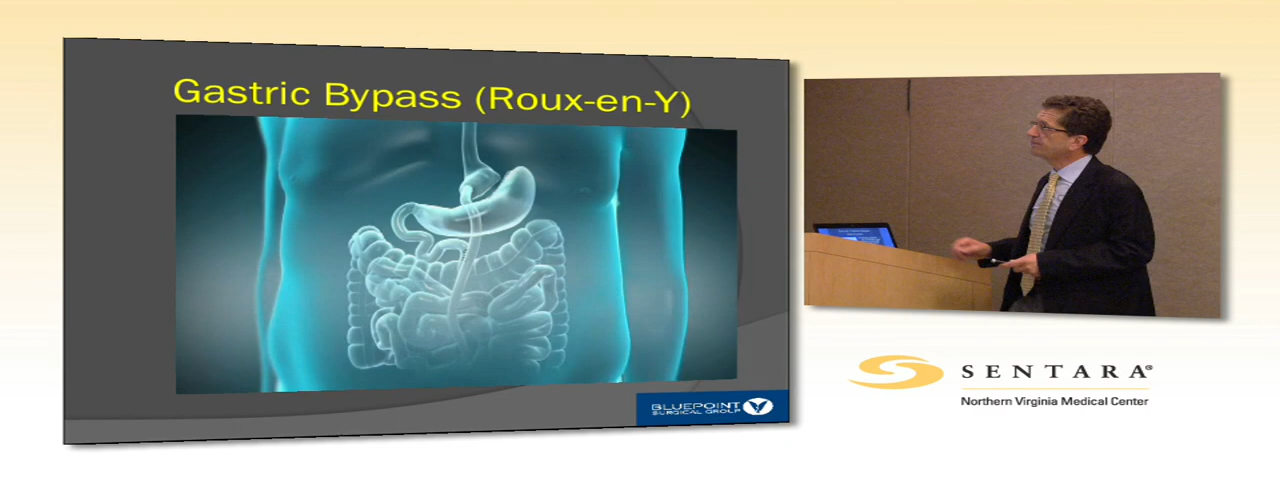 Gastric Bypass (Roux-en-Y)
BLUEPOINT
SURGICAL GROUP
SENTARA®
Northern Virginia Medical Center